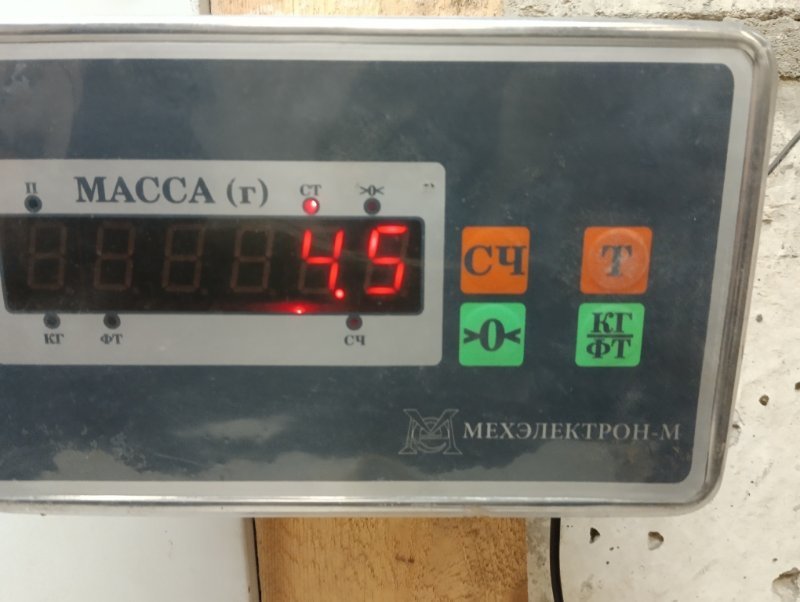 П МАССА (г) СТ >0<
4.5
КГ ФТ СЧ
СЧ Т
>0< КГ/ФТ
МЕХЭЛЕКТРОН-М